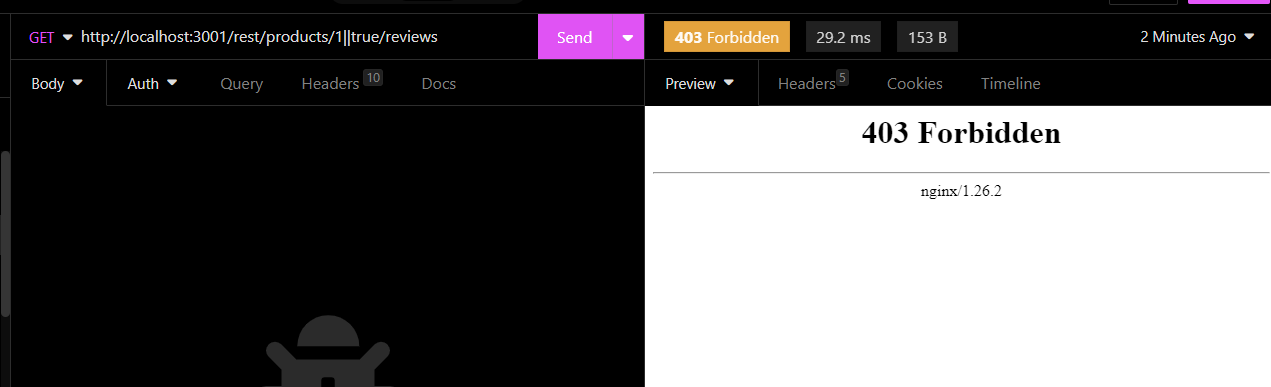 GET http://localhost:3001/rest/products/1||true/reviews Send
403 Forbidden 29.2 ms 153 B 2 Minutes Ago
Body Auth Query Headers 10 Docs
Preview Headers 5 Cookies Timeline
403 Forbidden
nginx/1.26.2